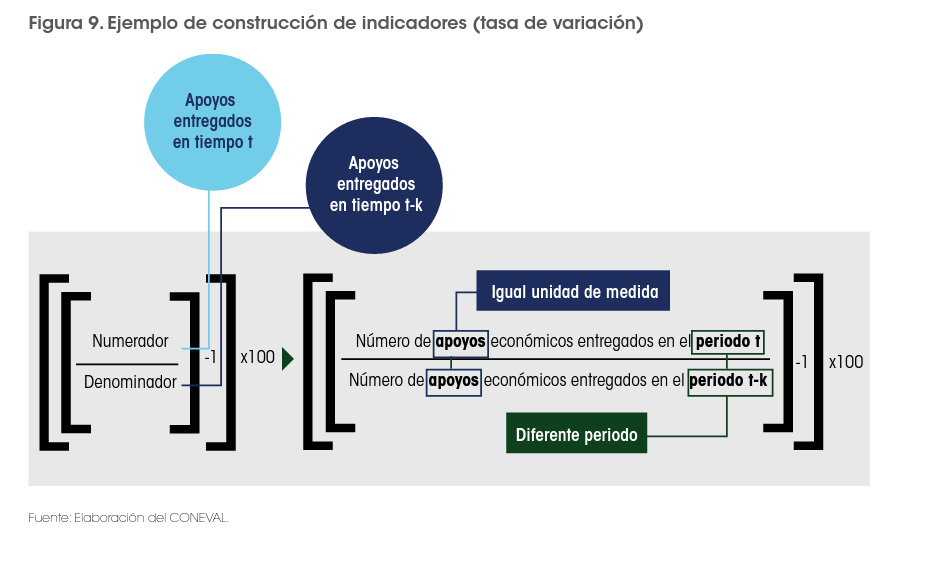 Figura 9. Ejemplo de construcción de indicadores (tasa de variación)
Apoyos
entregados
en tiempo t
Apoyos
entregados
en tiempo t-k
Igual unidad de medida
Numerador
Denominador
-1
x100
Número de apoyos económicos entregados en el periodo t
Número de apoyos económicos entregados en el periodo t-k
-1
x100
Diferente periodo
Fuente: Elaboración del CONEVAL.